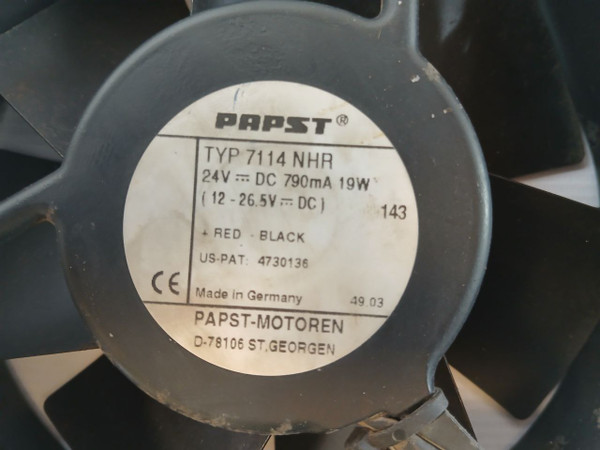 PAPST®
TYP 7114 NHR
24V ⎓ DC 790mA 19W
( 12 - 26.5V ⎓ DC )
143
+ RED - BLACK
US-PAT: 4730136
CE
Made in Germany 49.03
PAPST-MOTOREN
D-78106 ST.GEORGEN